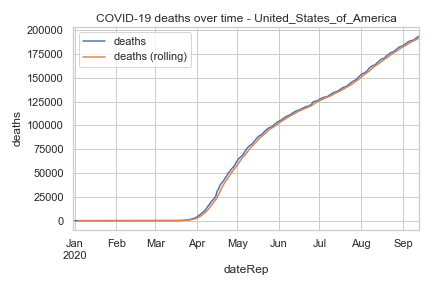 COVID-19 deaths over time - United_States_of_America
deaths
deaths (rolling)
200000
175000
150000
125000
100000
75000
50000
25000
0
deaths
Jan Feb Mar Apr May Jun Jul Aug Sep
2020
dateRep